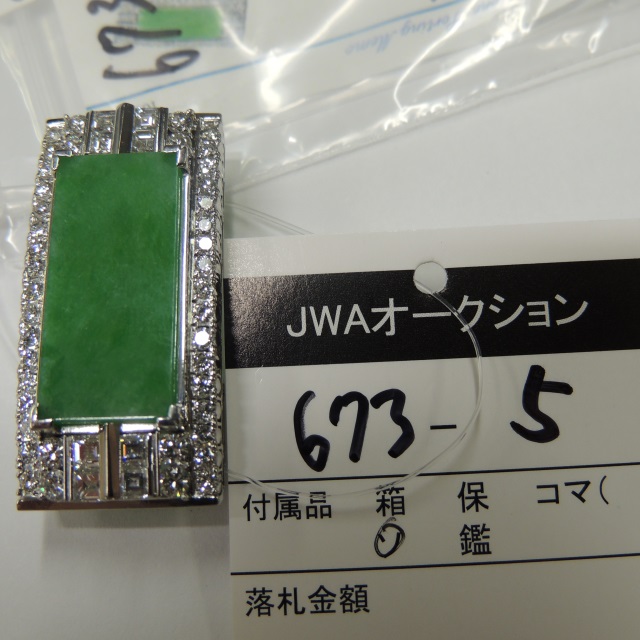 673
JWAオークション
673-5
付属品 箱 保 コマ(
鑑
落札金額